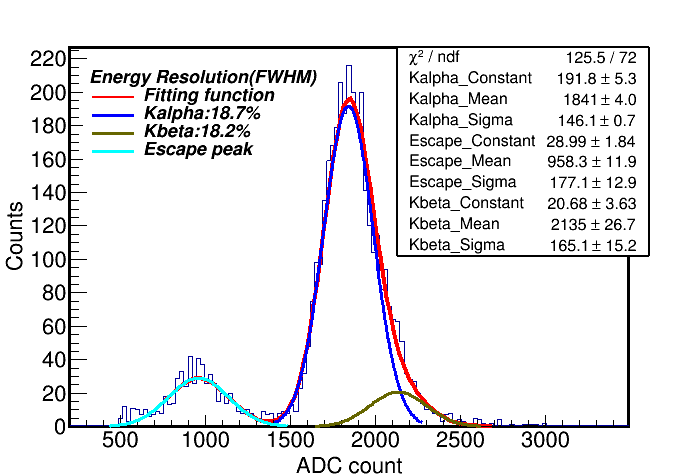 Energy Resolution(FWHM)
Fitting function
Kalpha:18.7%
Kbeta:18.2%
Escape peak
χ² / ndf 125.5 / 72
Kalpha_Constant 191.8 ± 5.3
Kalpha_Mean 1841 ± 4.0
Kalpha_Sigma 146.1 ± 0.7
Escape_Constant 28.99 ± 1.84
Escape_Mean 958.3 ± 11.9
Escape_Sigma 177.1 ± 12.9
Kbeta_Constant 20.68 ± 3.63
Kbeta_Mean 2135 ± 26.7
Kbeta_Sigma 165.1 ± 15.2
Counts
220
200
180
160
140
120
100
80
60
40
20
0
500 1000 1500 2000 2500 3000
ADC count